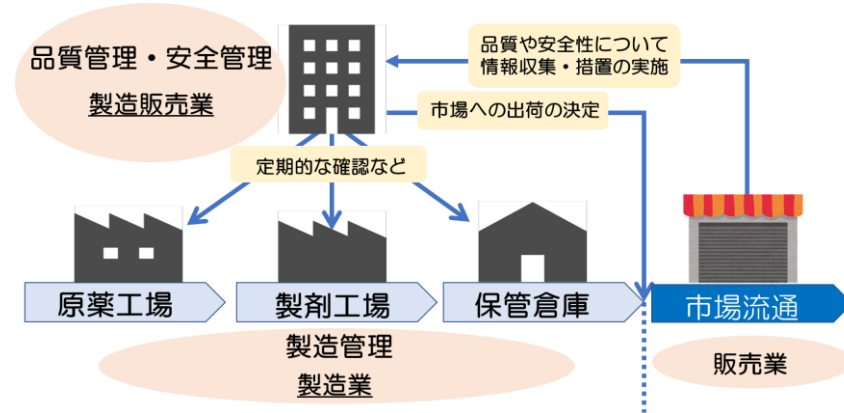 品質管理・安全管理
製造販売業
品質や安全性について
情報収集・措置の実施
市場への出荷の決定
定期的な確認など
原薬工場
製剤工場
保管倉庫
市場流通
製造管理
製造業
販売業